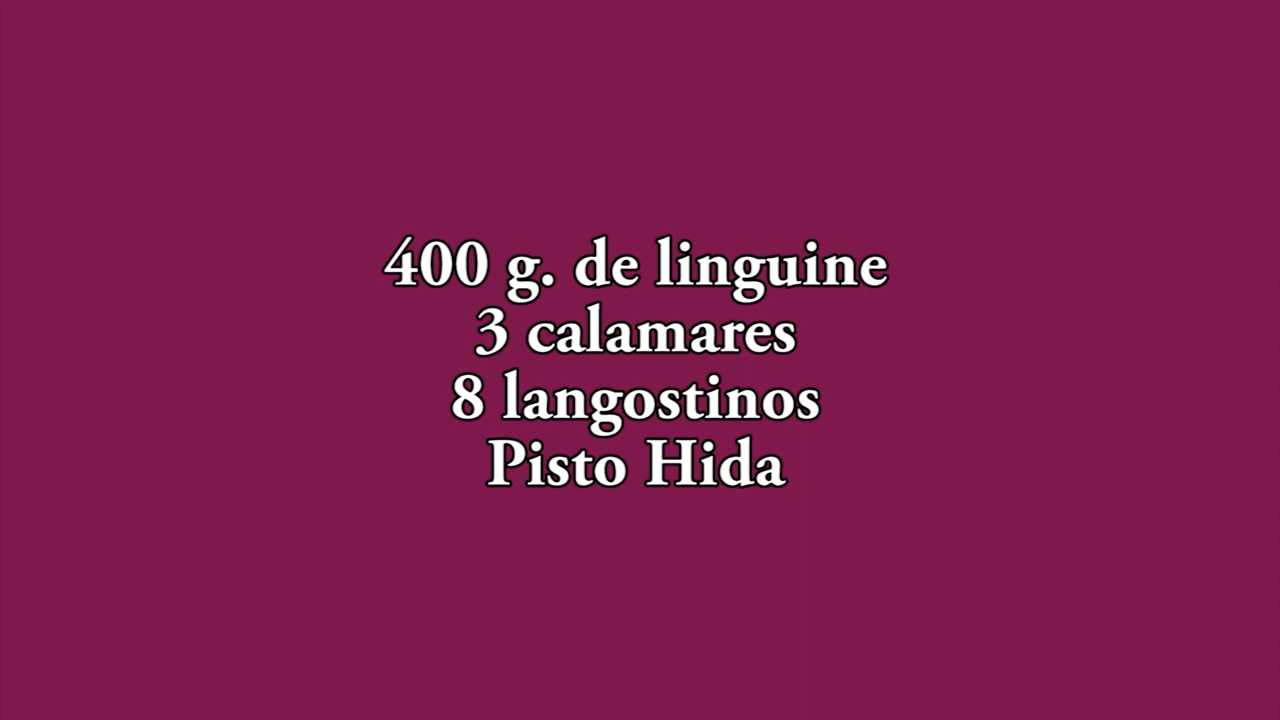 400 g. de linguine
3 calamares
8 langostinos
Pisto Hida